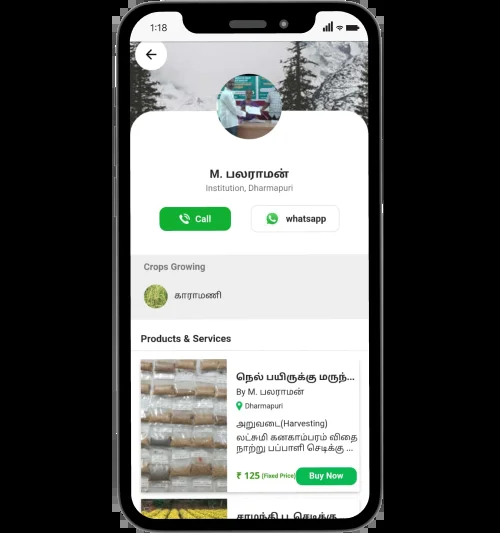 1:18
M. பலராமன்
Institution, Dharmapuri
Call
whatsapp
Crops Growing
காராமணி
Products & Services
நெல் பயிருக்கு மருந்...
By M. பலராமன்
Dharmapuri
அறுவடை(Harvesting)
லட்சுமி கனகாம்பரம் விதை
நாற்று பப்பாளி செடிக்கு ...
₹ 125 (Fixed Price) Buy Now